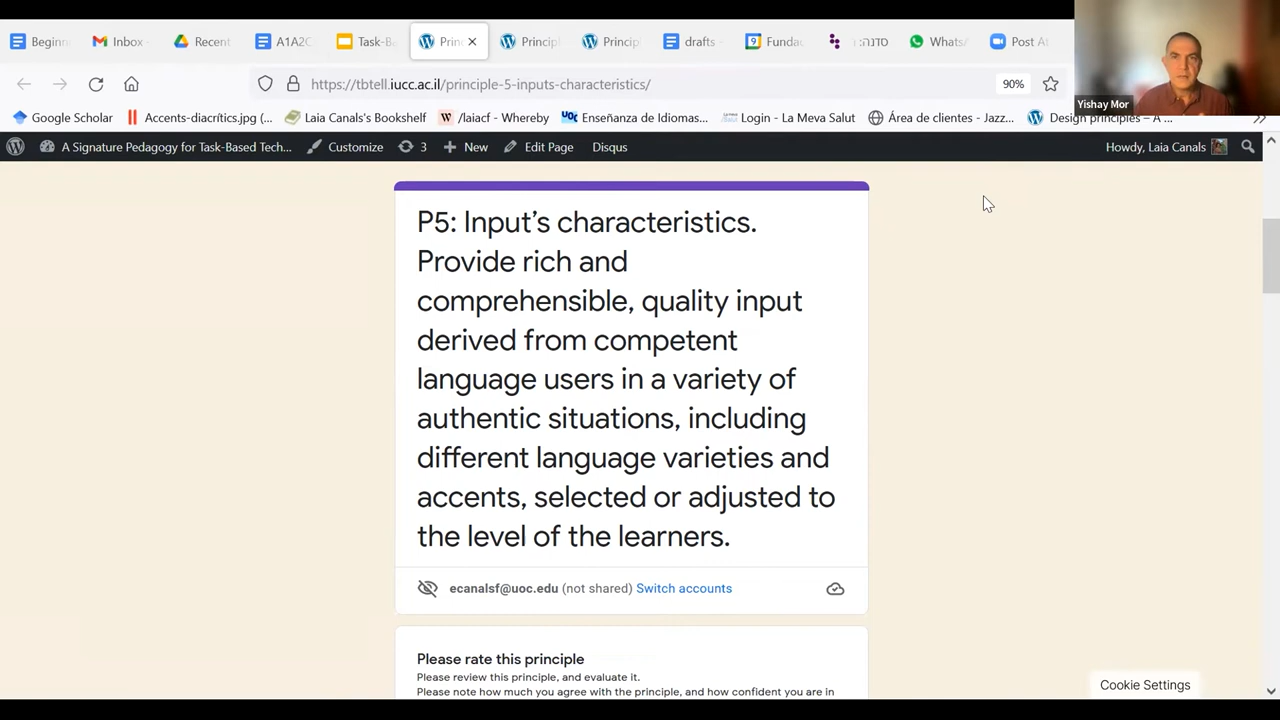 Beginn
Inbox
Recent
A1A2C
Task-B
Prin
Princip
Princip
drafts -
Funda
סדנה:
WhatsA
Post A
https://tbtell.iucc.ac.il/principle-5-inputs-characteristics/
90%
Yishay Mor
Google Scholar
Accents-diacrítics.jpg (...
Laia Canals's Bookshelf
/laiacf - Whereby
UOC Enseñanza de Idiomas...
Login - La Meva Salut
Área de clientes - Jazz...
Design principles – A ...
A Signature Pedagogy for Task-Based Tech...
Customize
3
New
Edit Page
Disqus
Howdy, Laia Canals
P5: Input’s characteristics.
Provide rich and
comprehensible, quality input
derived from competent
language users in a variety of
authentic situations, including
different language varieties and
accents, selected or adjusted to
the level of the learners.
ecanalsf@uoc.edu (not shared) Switch accounts
Please rate this principle
Please review this principle, and evaluate it.
Please note how much you agree with the principle, and how confident you are in
Cookie Settings